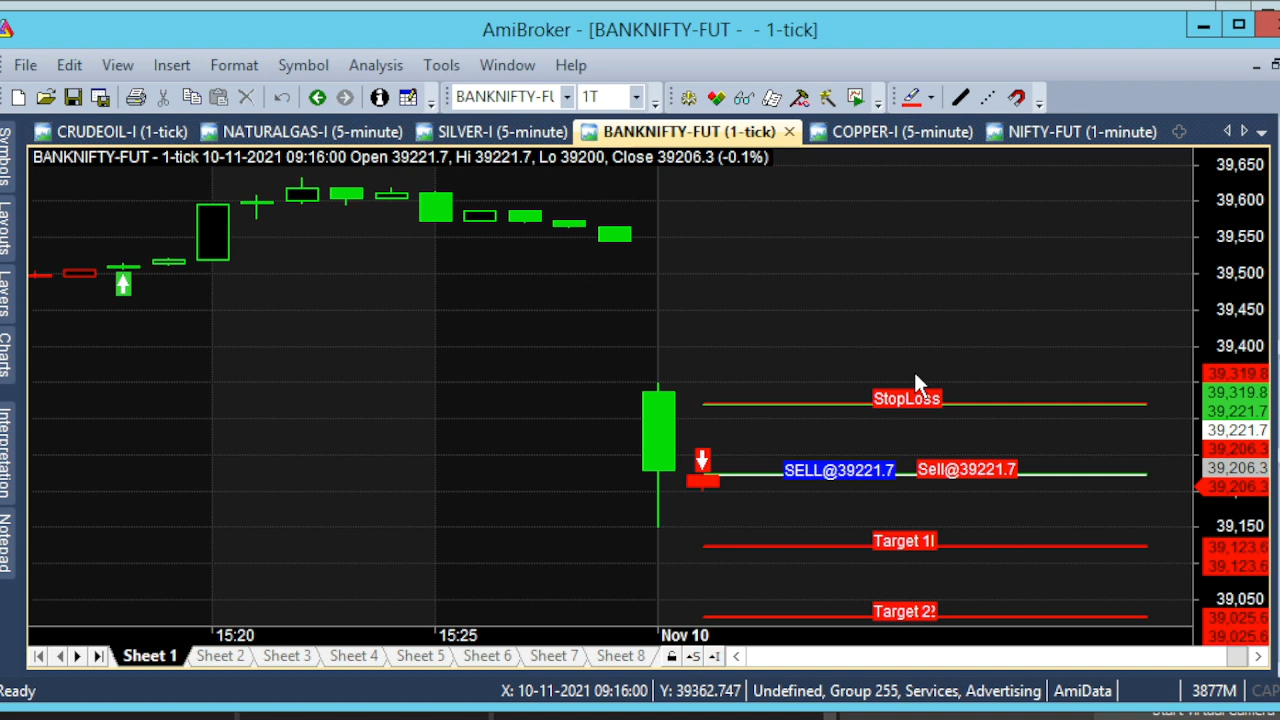 AmiBroker - [BANKNIFTY-FUT - - 1-tick]
File Edit View Insert Format Symbol Analysis Tools Window Help
BANKNIFTY-FU 1T
CRUDEOIL-I (1-tick) NATURALGAS-I (5-minute) SILVER-I (5-minute) BANKNIFTY-FUT (1-tick) COPPER-I (5-minute) NIFTY-FUT (1-minute)
BANKNIFTY-FUT - 1-tick 10-11-2021 09:16:00 Open 39221.7, Hi 39221.7, Lo 39200, Close 39206.3 (-0.1%)
Symbols
Layouts
Layers
Charts
Interpretation
Notepad
39,650
39,600
39,550
39,500
39,450
39,400
39,319.8
39,319.8
39,221.7
39,221.7
39,206.3
39,206.3
39,206.3
39,150
39,123.6
39,123.6
39,050
39,025.6
39,025.6
StopLoss
SELL@39221.7 Sell@39221.7
Target 1
Target 2
15:20 15:25 Nov 10
Sheet 1 Sheet 2 Sheet 3 Sheet 4 Sheet 5 Sheet 6 Sheet 7 Sheet 8 S I
Ready X: 10-11-2021 09:16:00 Y: 39362.747 Undefined, Group 255, Services, Advertising AmiData 3877M CAP